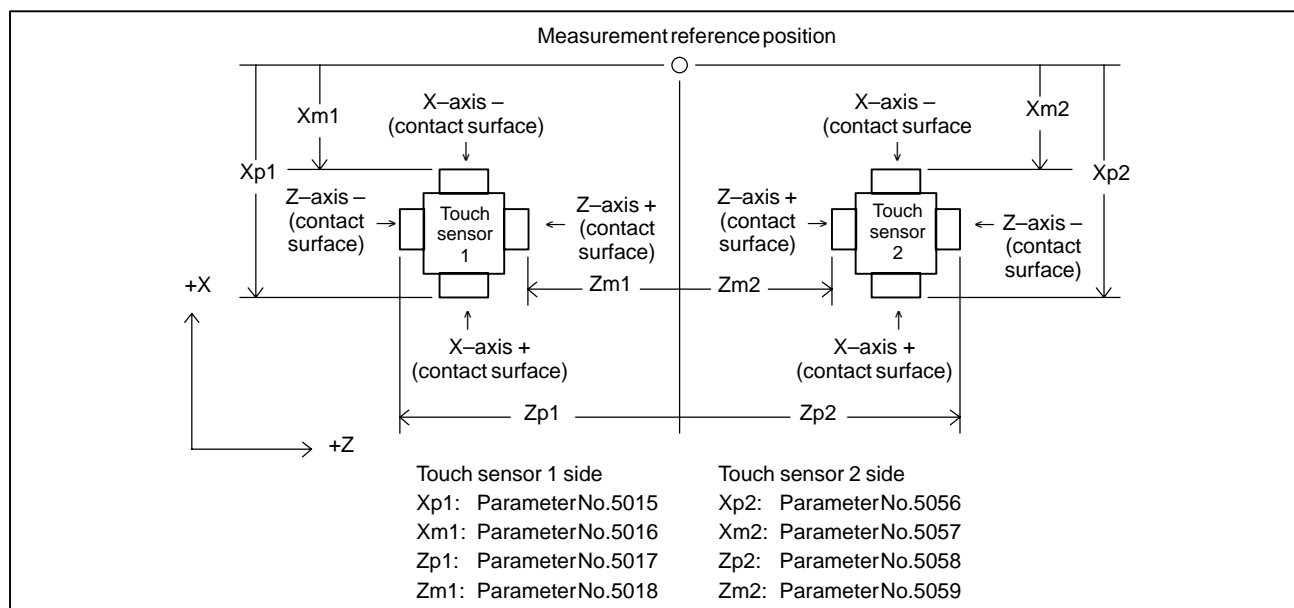 Measurement reference position
X–axis –
(contact surface)
X–axis –
(contact surface
Xm1
Xm2
Xp1
Xp2
Z–axis –
(contact
surface)
Touch
sensor
1
Z–axis +
(contact
surface)
Z–axis +
(contact
surface)
Touch
sensor
2
Z–axis –
(contact
surface)
Zm1
Zm2
+X
X–axis +
(contact surface)
X–axis +
(contact surface)
Zp1
Zp2
+Z
Touch sensor 1 side
Xp1: Parameter No.5015
Xm1: Parameter No.5016
Zp1: Parameter No.5017
Zm1: Parameter No.5018
Touch sensor 2 side
Xp2: Parameter No.5056
Xm2: Parameter No.5057
Zp2: Parameter No.5058
Zm2: Parameter No.5059